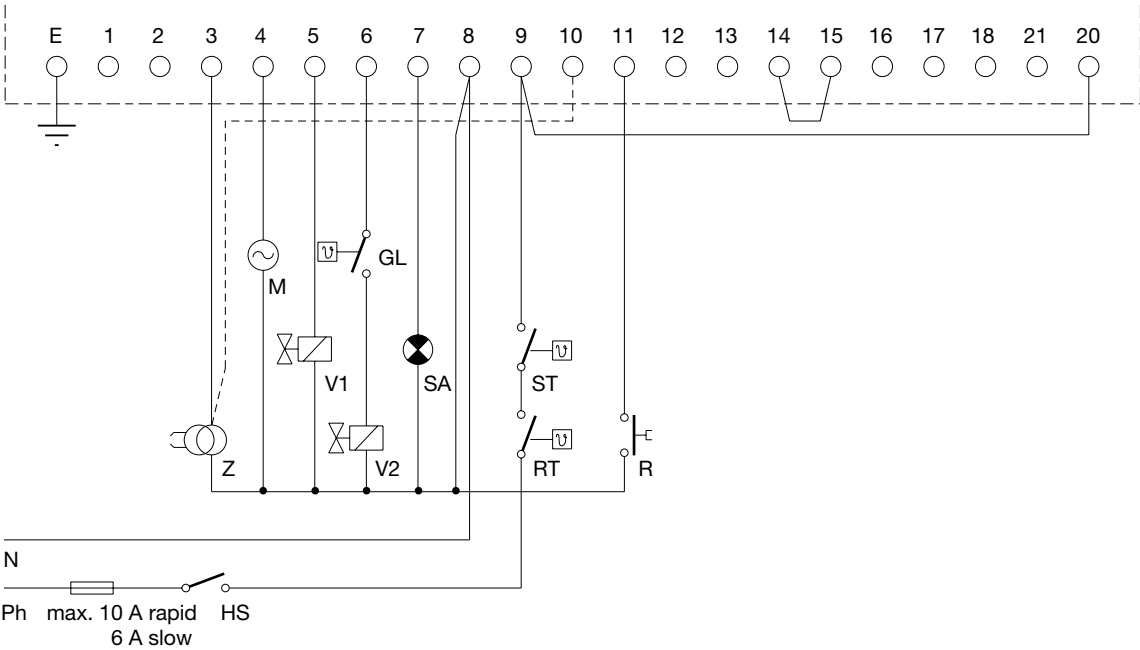 E 1 2 3 4 5 6 7 8 9 10 11 12 13 14 15 16 17 18 21 20
ϑ GL
M
V1
SA
ϑ
ST
Z
V2
ϑ
RT
R
N
Ph max. 10 A rapid HS
6 A slow